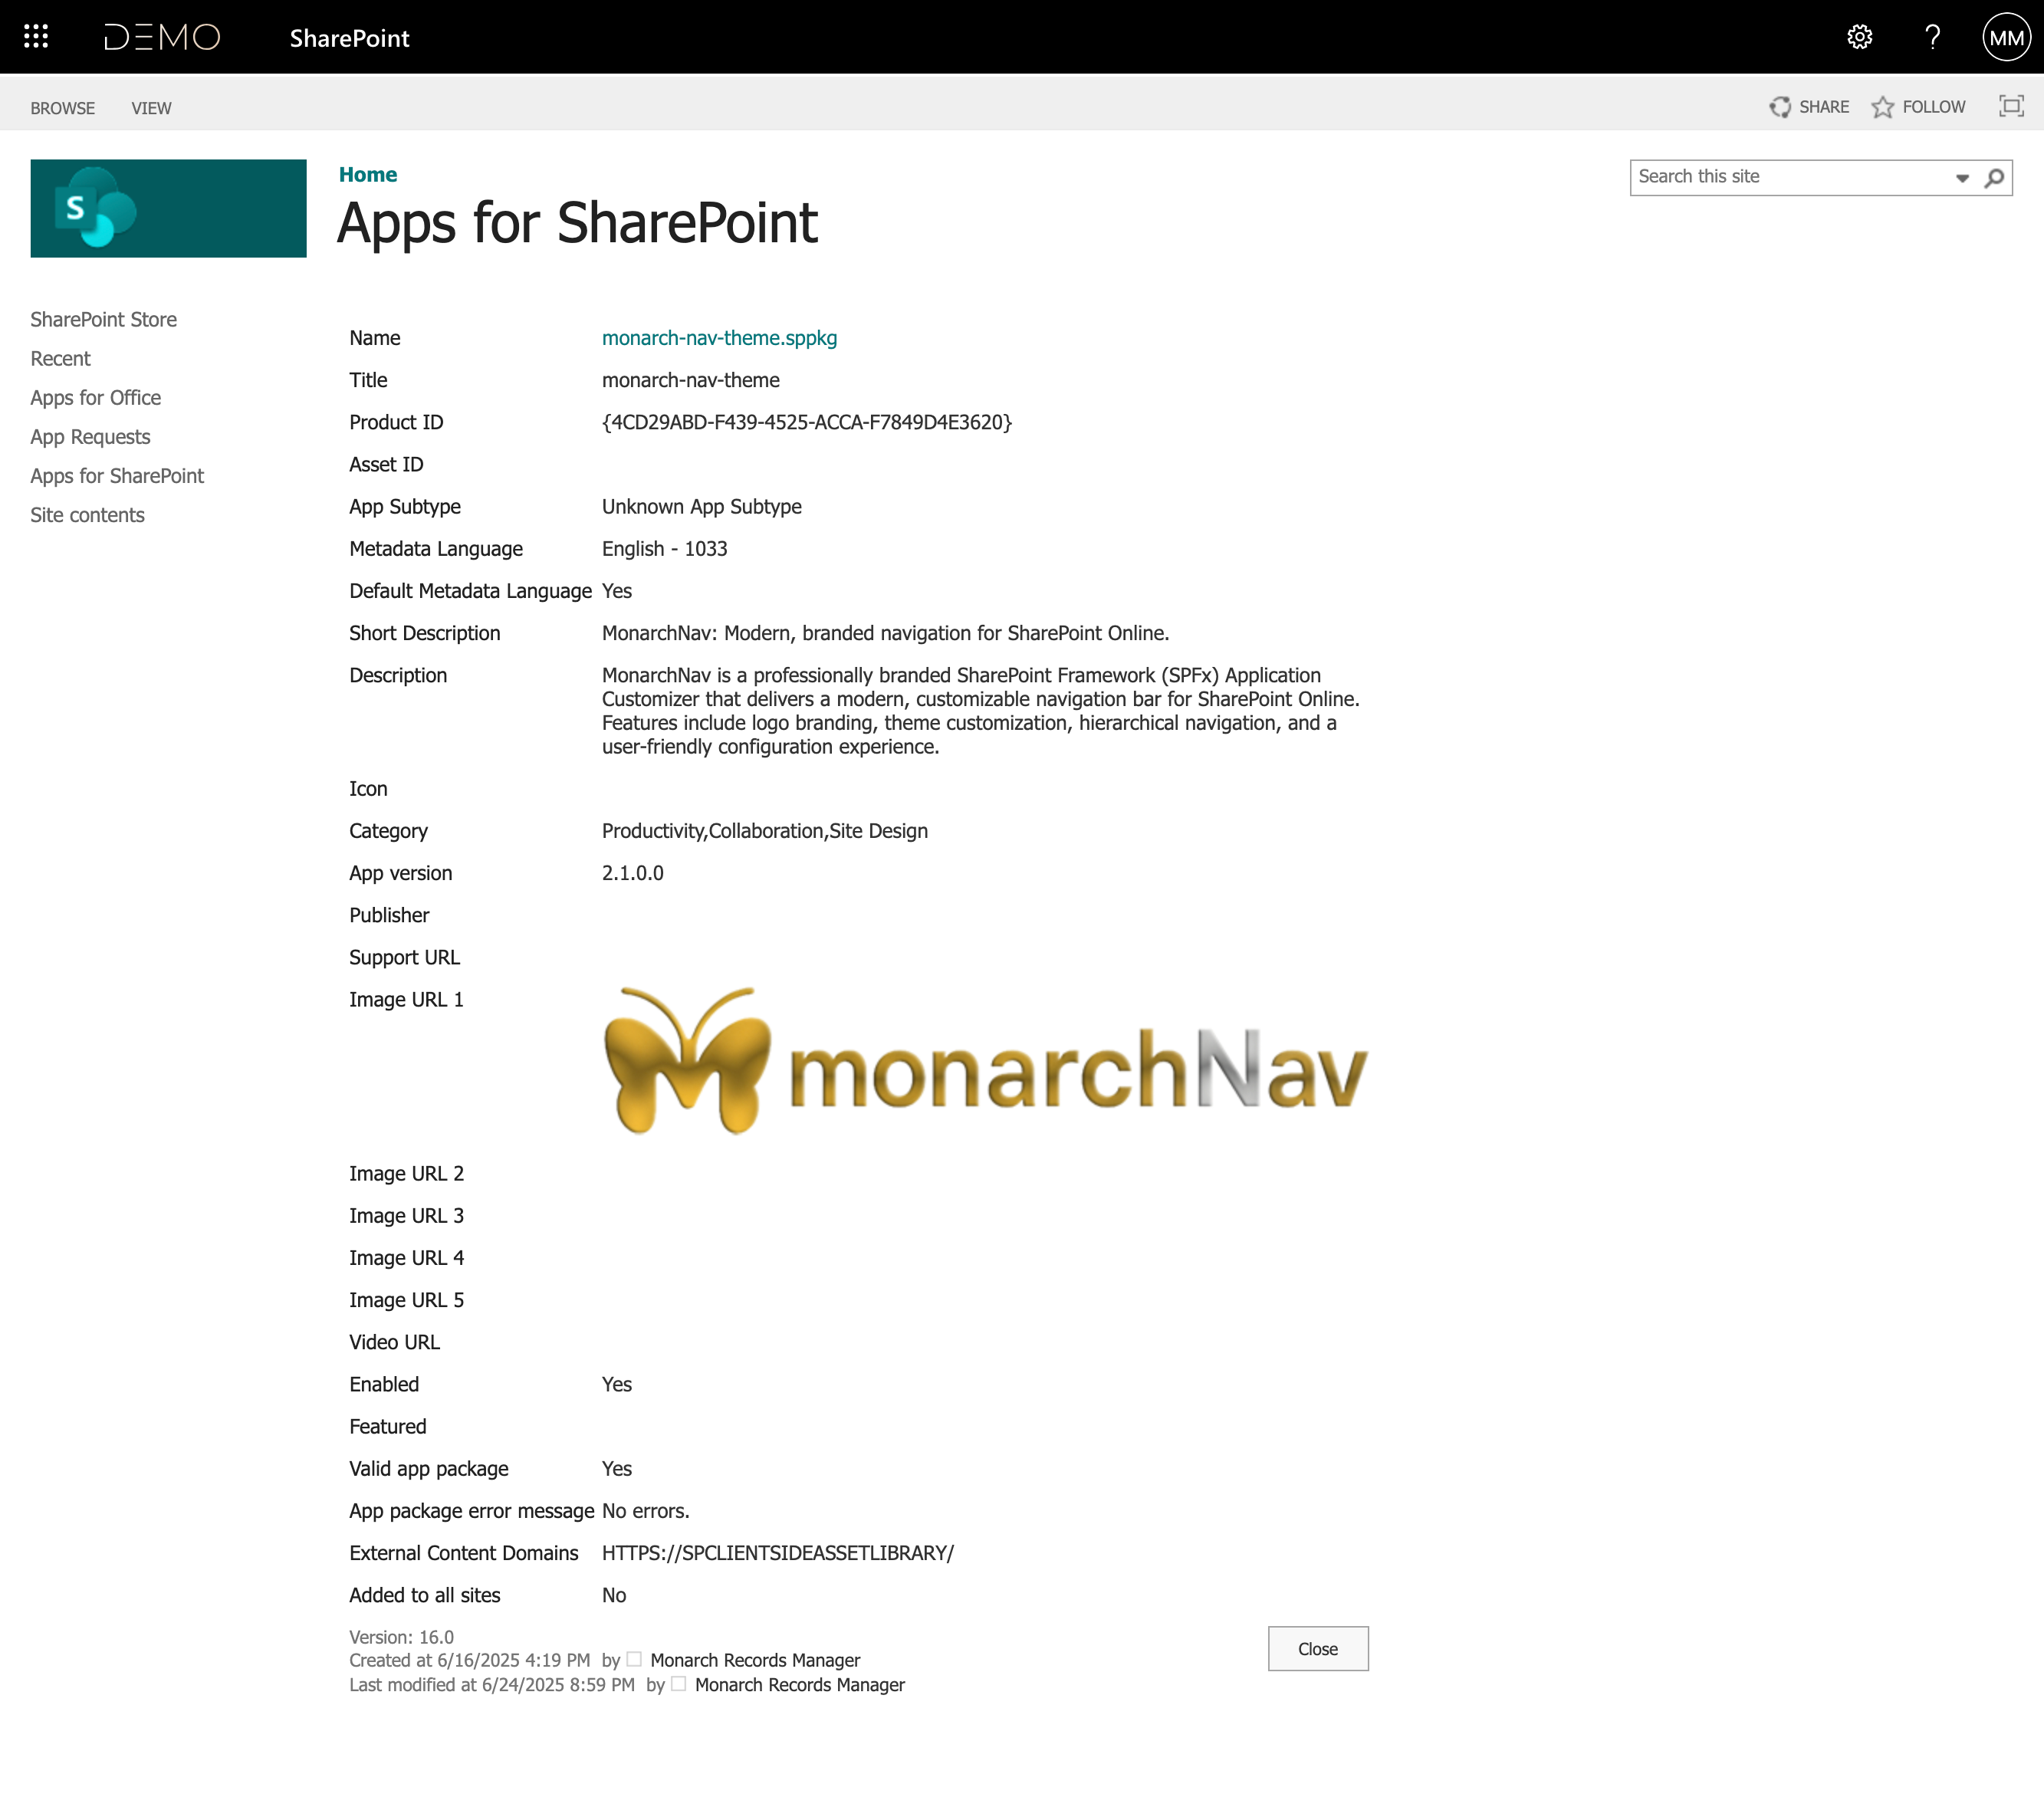 DEMO
SharePoint
MM
BROWSE
VIEW
SHARE
FOLLOW
S
Home
Apps for SharePoint
Search this site
SharePoint Store
Recent
Apps for Office
App Requests
Apps for SharePoint
Site contents
Name monarch-nav-theme.sppkg
Title monarch-nav-theme
Product ID {4CD29ABD-F439-4525-ACCA-F7849D4E3620}
Asset ID
App Subtype Unknown App Subtype
Metadata Language English - 1033
Default Metadata Language Yes
Short Description MonarchNav: Modern, branded navigation for SharePoint Online.
Description MonarchNav is a professionally branded SharePoint Framework (SPFx) Application
Customizer that delivers a modern, customizable navigation bar for SharePoint Online.
Features include logo branding, theme customization, hierarchical navigation, and a
user-friendly configuration experience.
Icon
Category Productivity,Collaboration,Site Design
App version 2.1.0.0
Publisher
Support URL
Image URL 1
monarchNav
Image URL 2
Image URL 3
Image URL 4
Image URL 5
Video URL
Enabled Yes
Featured
Valid app package Yes
App package error message No errors.
External Content Domains HTTPS://SPCLIENTSIDEASSETLIBRARY/
Added to all sites No
Version: 16.0
Created at 6/16/2025 4:19 PM by Monarch Records Manager
Last modified at 6/24/2025 8:59 PM by Monarch Records Manager
Close